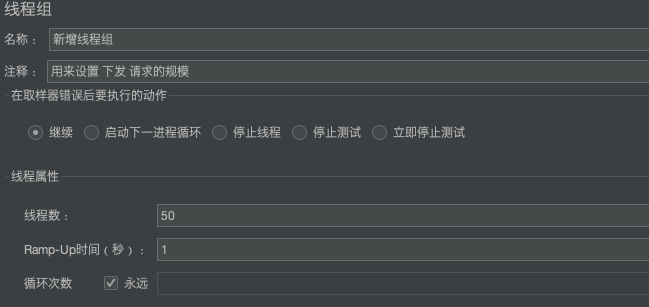 线程组
名称： 新增线程组
注释： 用来设置 下发 请求的规模
在取样器错误后要执行的动作
继续 启动下一进程循环 停止线程 停止测试 立即停止测试
线程属性
线程数： 50
Ramp-Up时间（秒）： 1
循环次数 永远